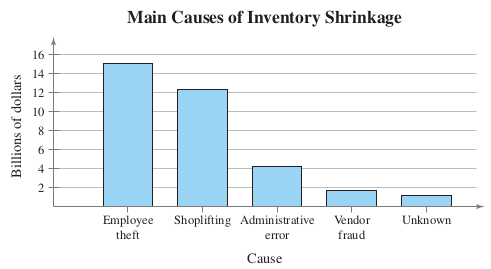 Main Causes of Inventory Shrinkage
Billions of dollars
16
14
12
10
8
6
4
2
Employee theft
Shoplifting
Administrative error
Vendor fraud
Unknown
Cause